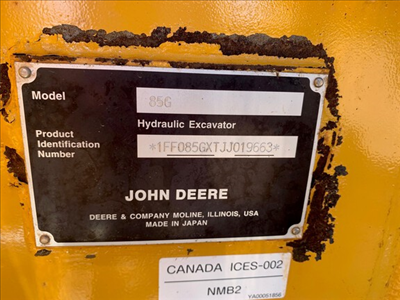 Model 85G
Hydraulic Excavator
Product
Identification
Number *1FF085GXTJJ019663*
JOHN DEERE
DEERE & COMPANY MOLINE, ILLINOIS, USA
MADE IN JAPAN
CANADA ICES-002
NMB2
YA00051856